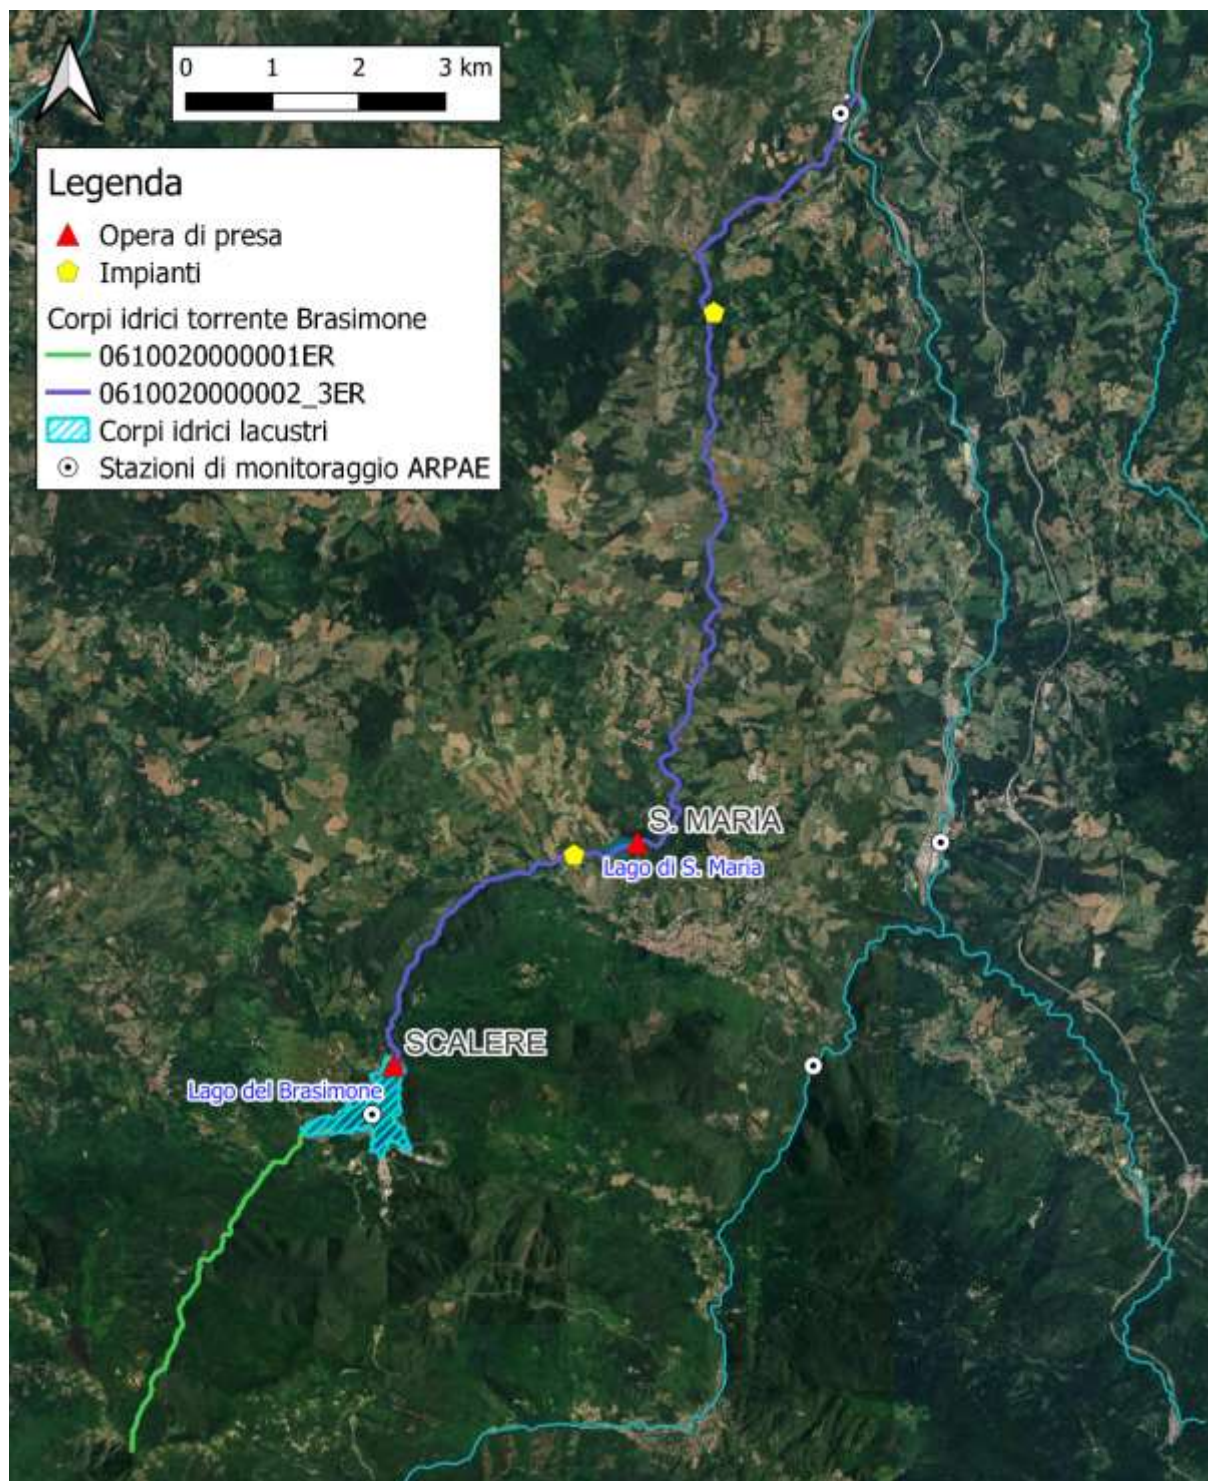 0 1 2 3 km
Legenda
Opera di presa
Impianti
Corpi idrici torrente Brasimone
0610020000001ER
0610020000002_3ER
Corpi idrici lacustri
Stazioni di monitoraggio ARPAE
S. MARIA
Lago di S. Maria
SCALERE
Lago del Brasimone